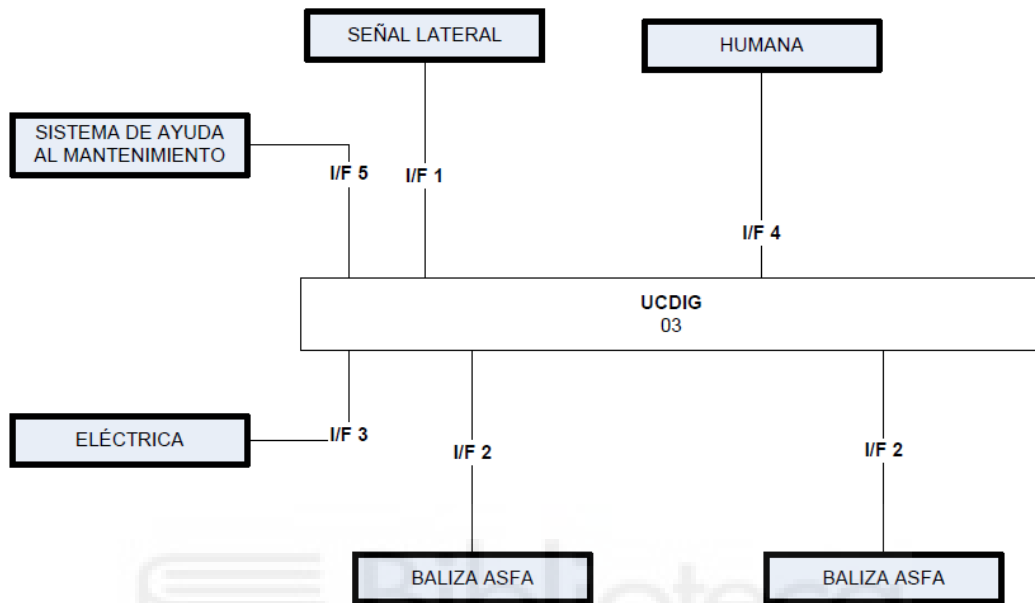 SEÑAL LATERAL
HUMANA
SISTEMA DE AYUDA
AL MANTENIMIENTO
I/F 5
I/F 1
I/F 4
UCDIG
03
ELÉCTRICA
I/F 3
I/F 2
I/F 2
BALIZA ASFA
BALIZA ASFA
Biblioteca